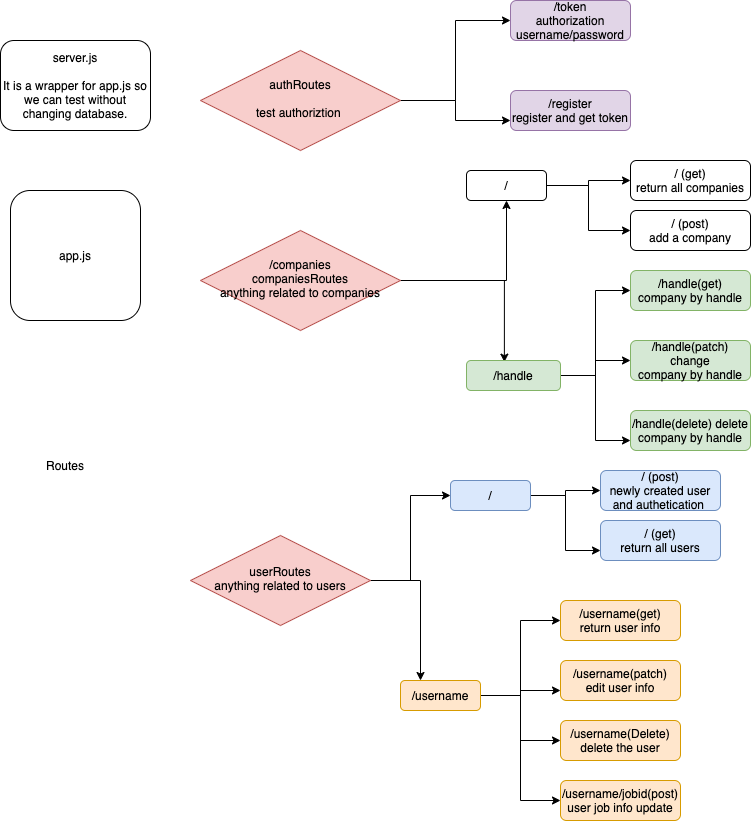 server.js
It is a wrapper for app.js so
we can test without
changing database.
authRoutes
test authoriztion
/token
authorization
username/password
/register
register and get token
app.js
/companies
companiesRoutes
anything related to companies
/
/ (get)
return all companies
/ (post)
add a company
/handle
/handle(get)
company by handle
/handle(patch)
change
company by handle
/handle(delete) delete
company by handle
Routes
userRoutes
anything related to users
/
/ (post)
newly created user
and authetication
/ (get)
return all users
/username
/username(get)
return user info
/username(patch)
edit user info
/username(Delete)
delete the user
/username/jobid(post)
user job info update